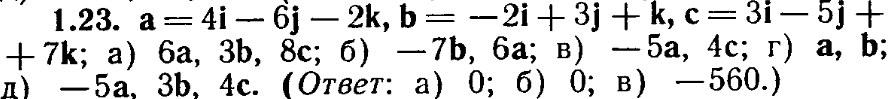 1.23. a = 4i — 6j — 2k, b = —2i + 3j + k, c = 3i — 5j +
+ 7k; а) 6a, 3b, 8c; б) —7b, 6a; в) —5a, 4c; г) a, b;
д) —5a, 3b, 4c. (Ответ: а) 0; б) 0; в) —560.)